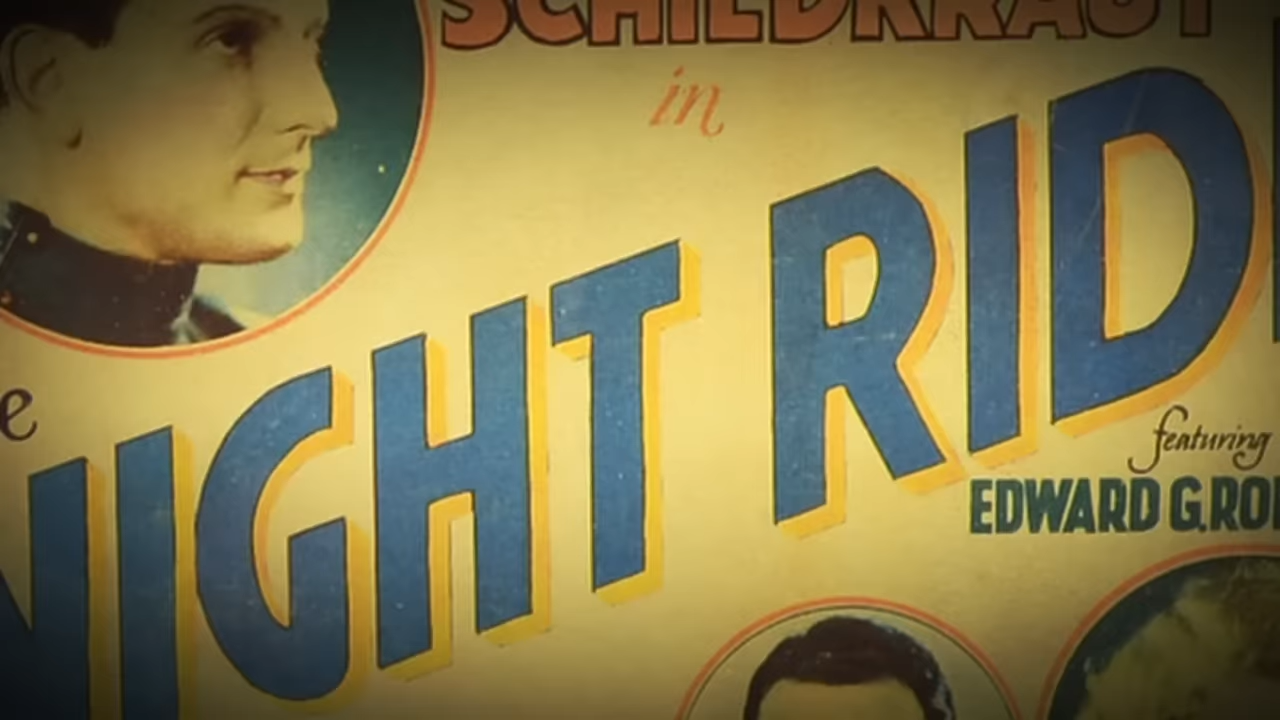 SCHILDKRAUT
in
e
NIGHT RID
featuring
EDWARD G. RO